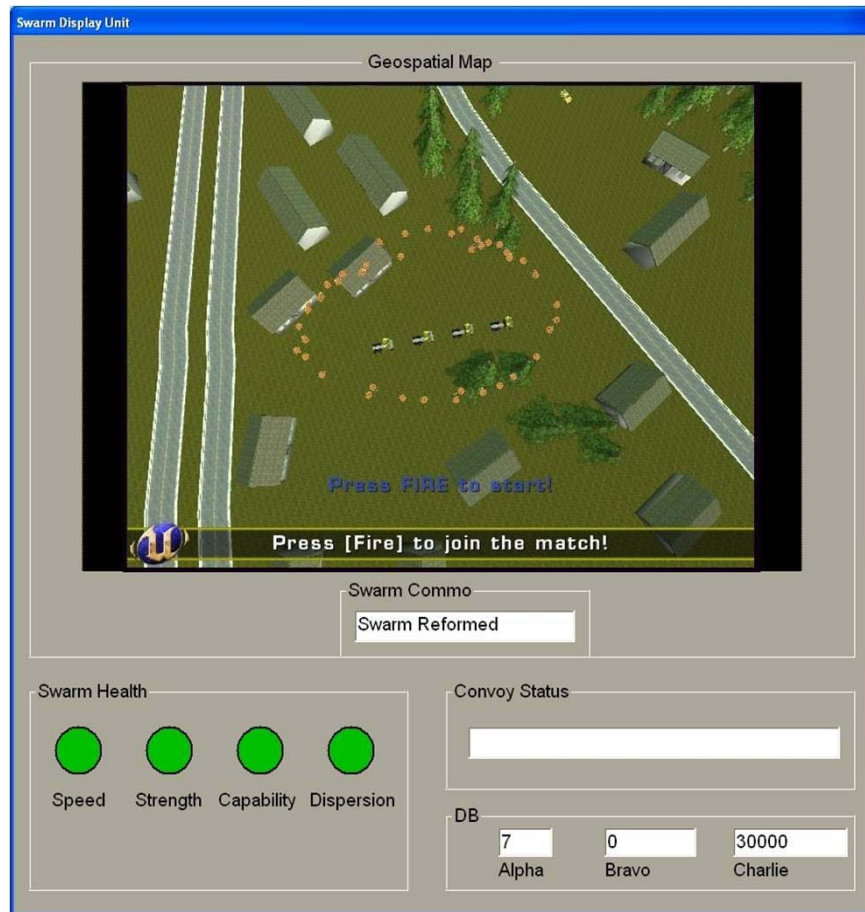 Swarm Display Unit
Geospatial Map
Press FIRE to start!
Press [Fire] to join the match!
Swarm Commo
Swarm Reformed
Swarm Health
Speed Strength Capability Dispersion
Convoy Status
DB
7 0 30000
Alpha Bravo Charlie